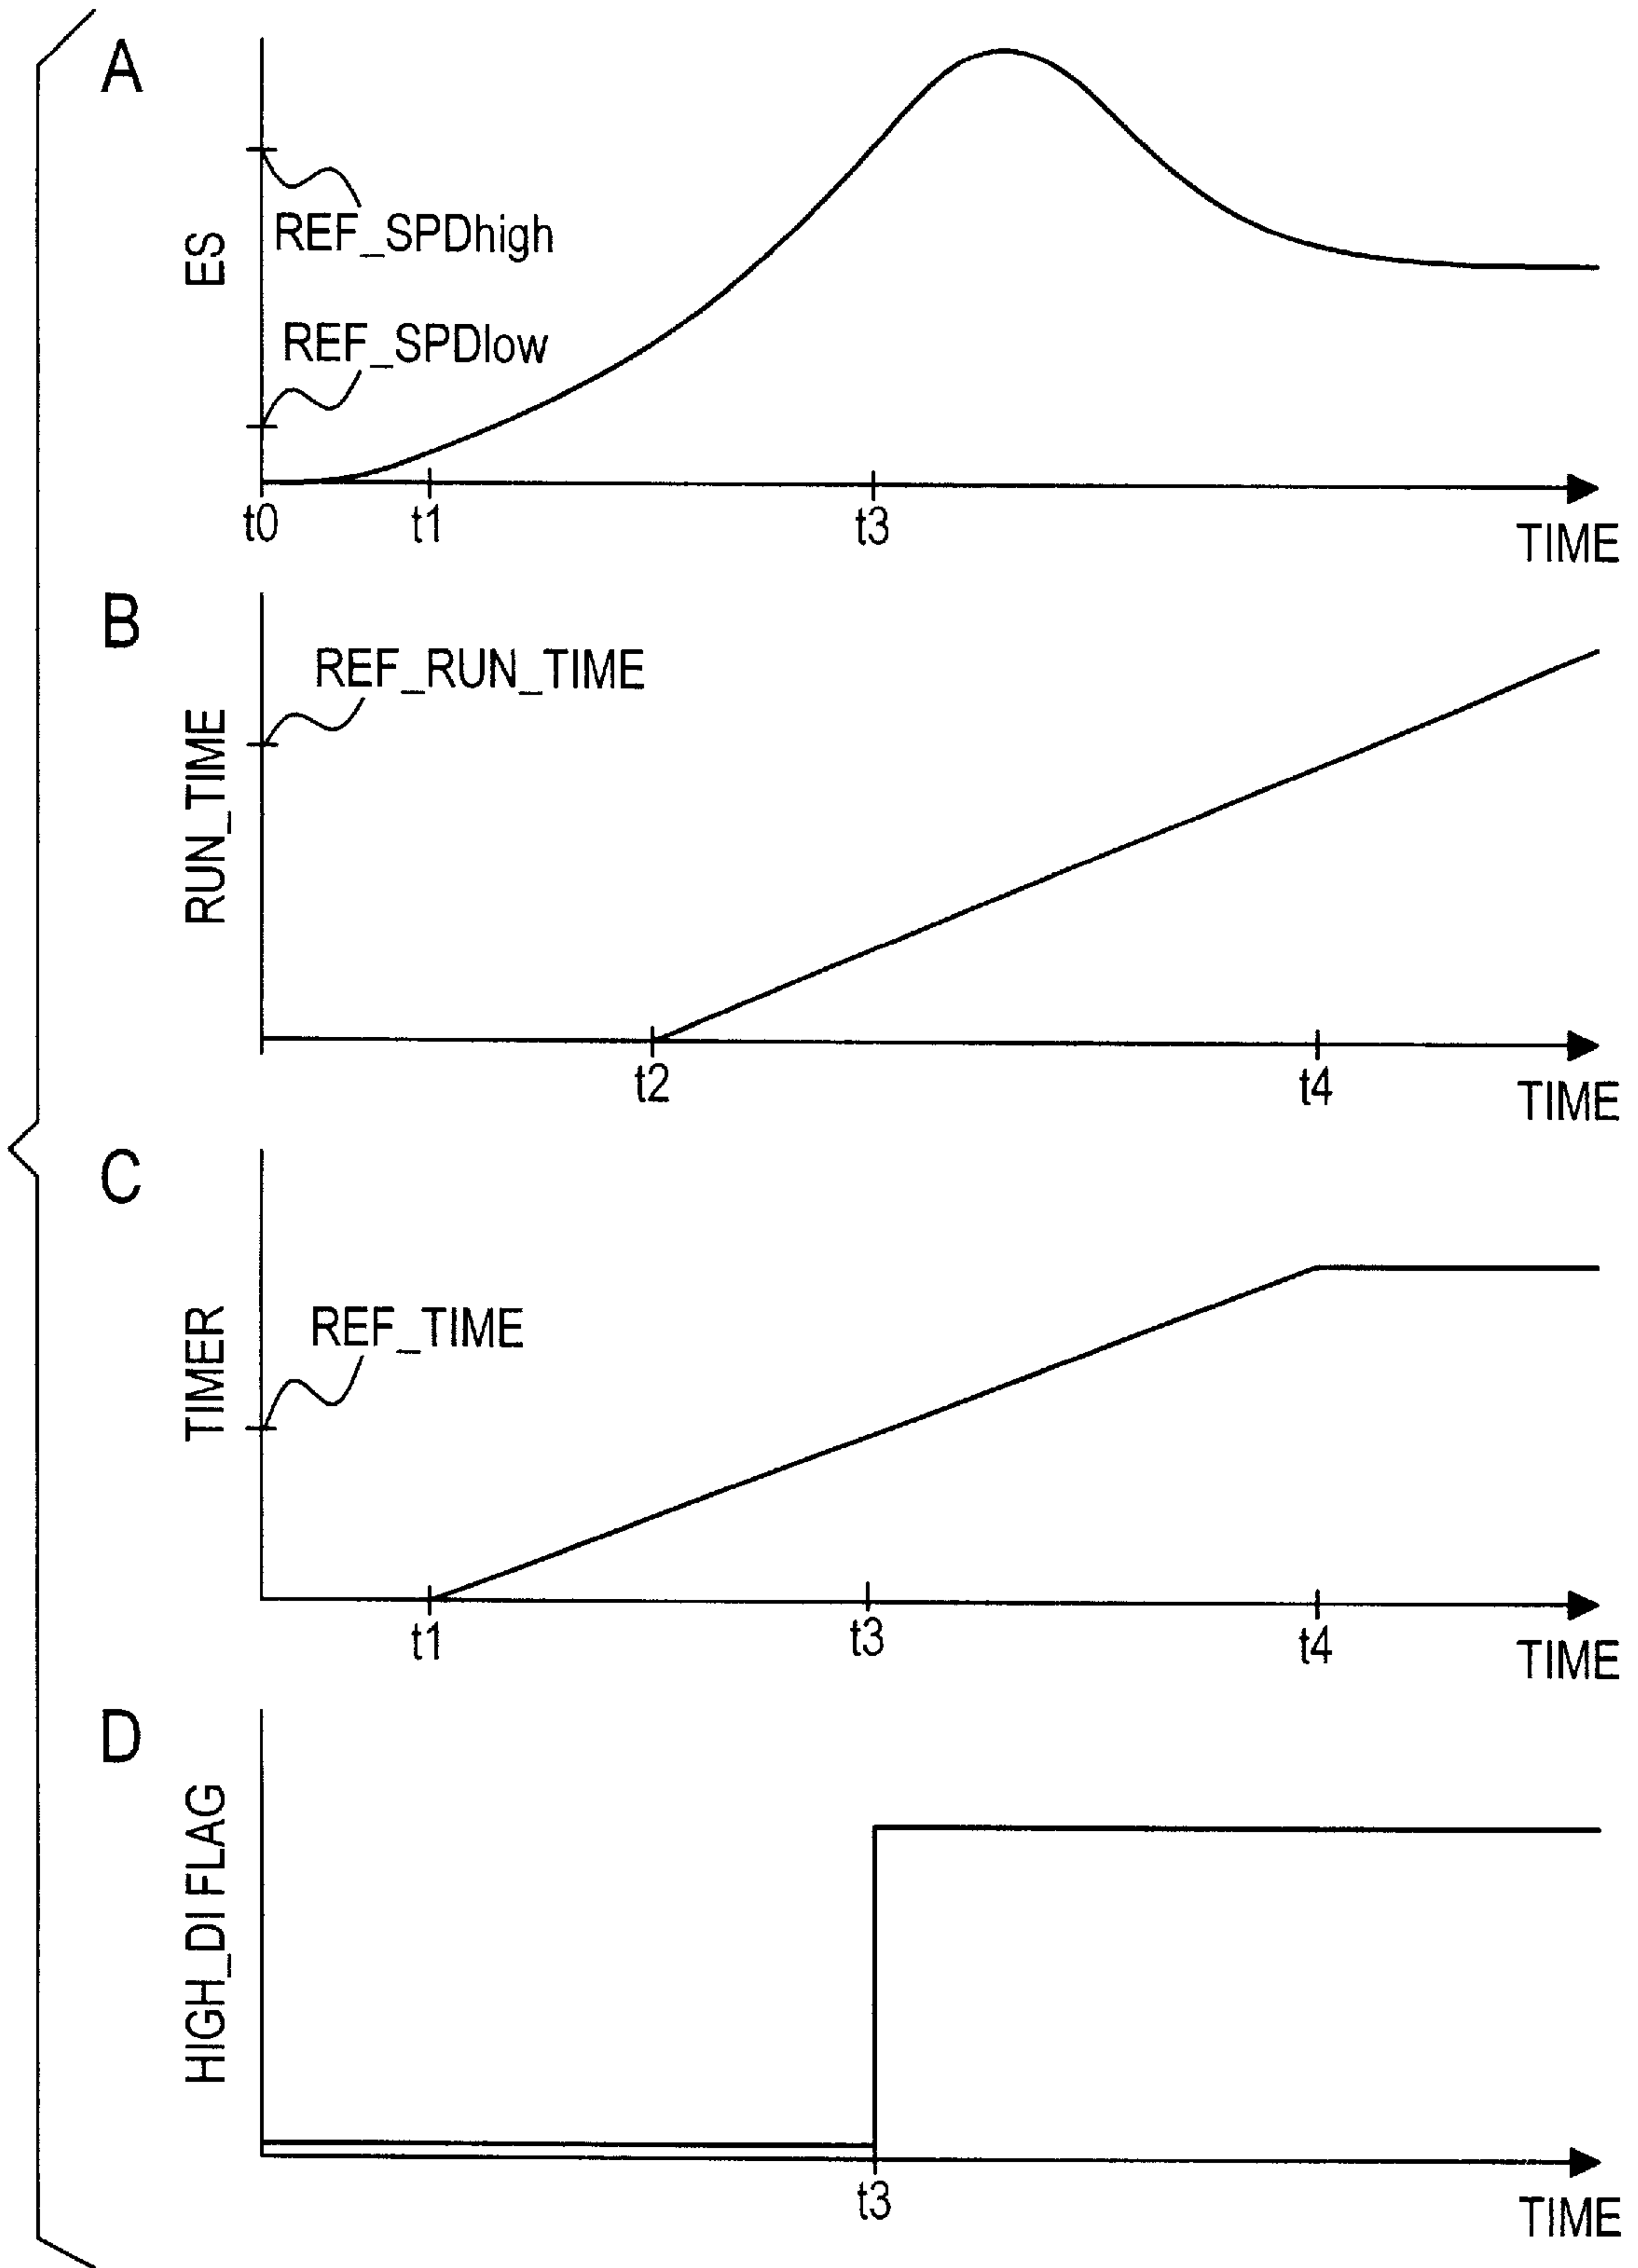 A
ES
REF_SPDhigh
REF_SPDlow
t0
t1
t3
TIME
B
RUN_TIME
REF_RUN_TIME
t2
t4
TIME
C
TIMER
REF_TIME
t1
t3
t4
TIME
D
HIGH_DI FLAG
t3
TIME